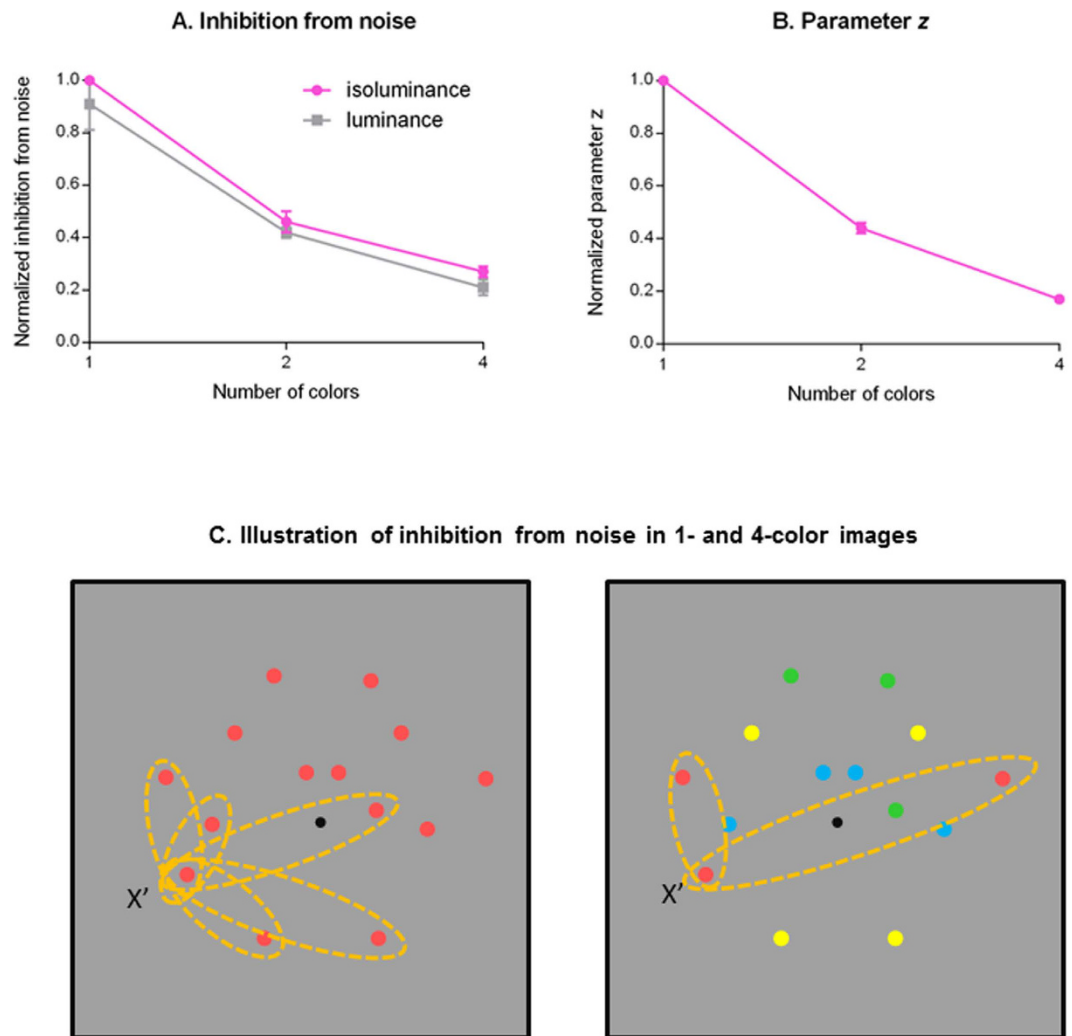 A. Inhibition from noise
Normalized inhibition from noise
1.0
0.8
0.6
0.4
0.2
0.0
isoluminance
luminance
1 2 4
Number of colors
B. Parameter z
Normalized parameter z
1.0
0.8
0.6
0.4
0.2
0.0
1 2 4
Number of colors
C. Illustration of inhibition from noise in 1- and 4-color images
X’
X’